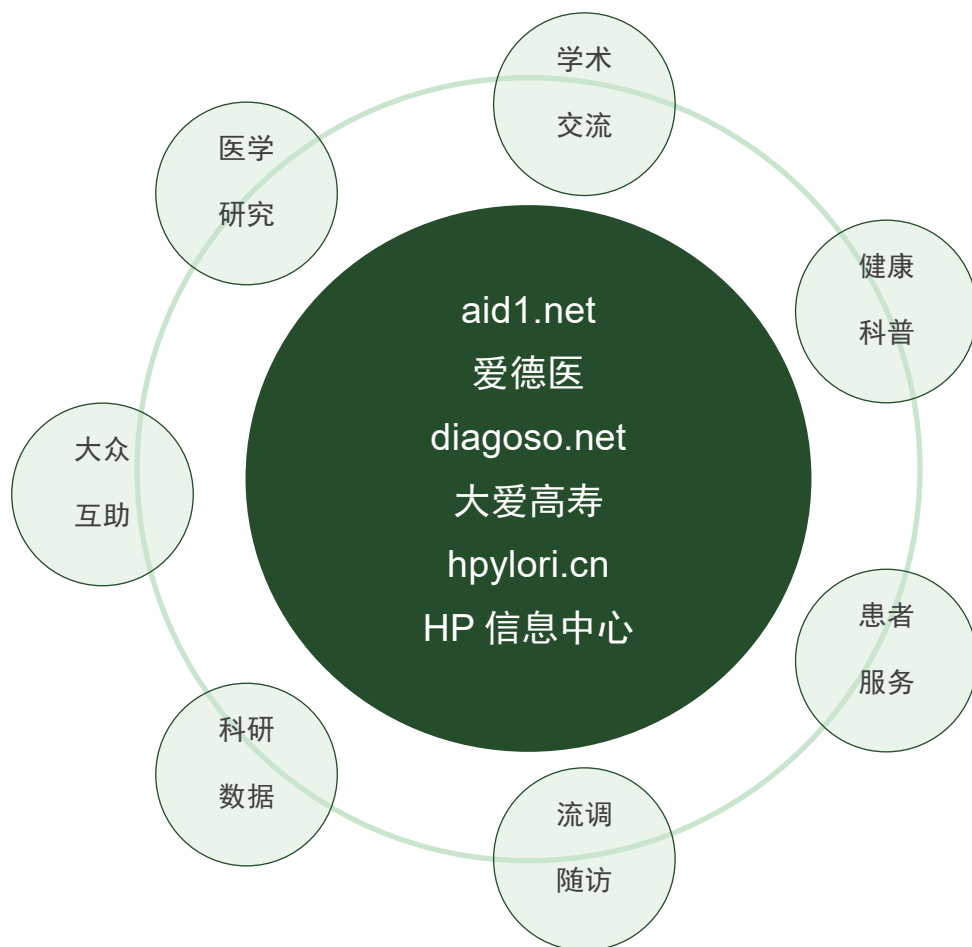 学术
交流
医学
研究
健康
科普
aid1.net
爱德医
diagoso.net
大爱高寿
hpylori.cn
HP 信息中心
大众
互助
患者
服务
科研
数据
流调
随访